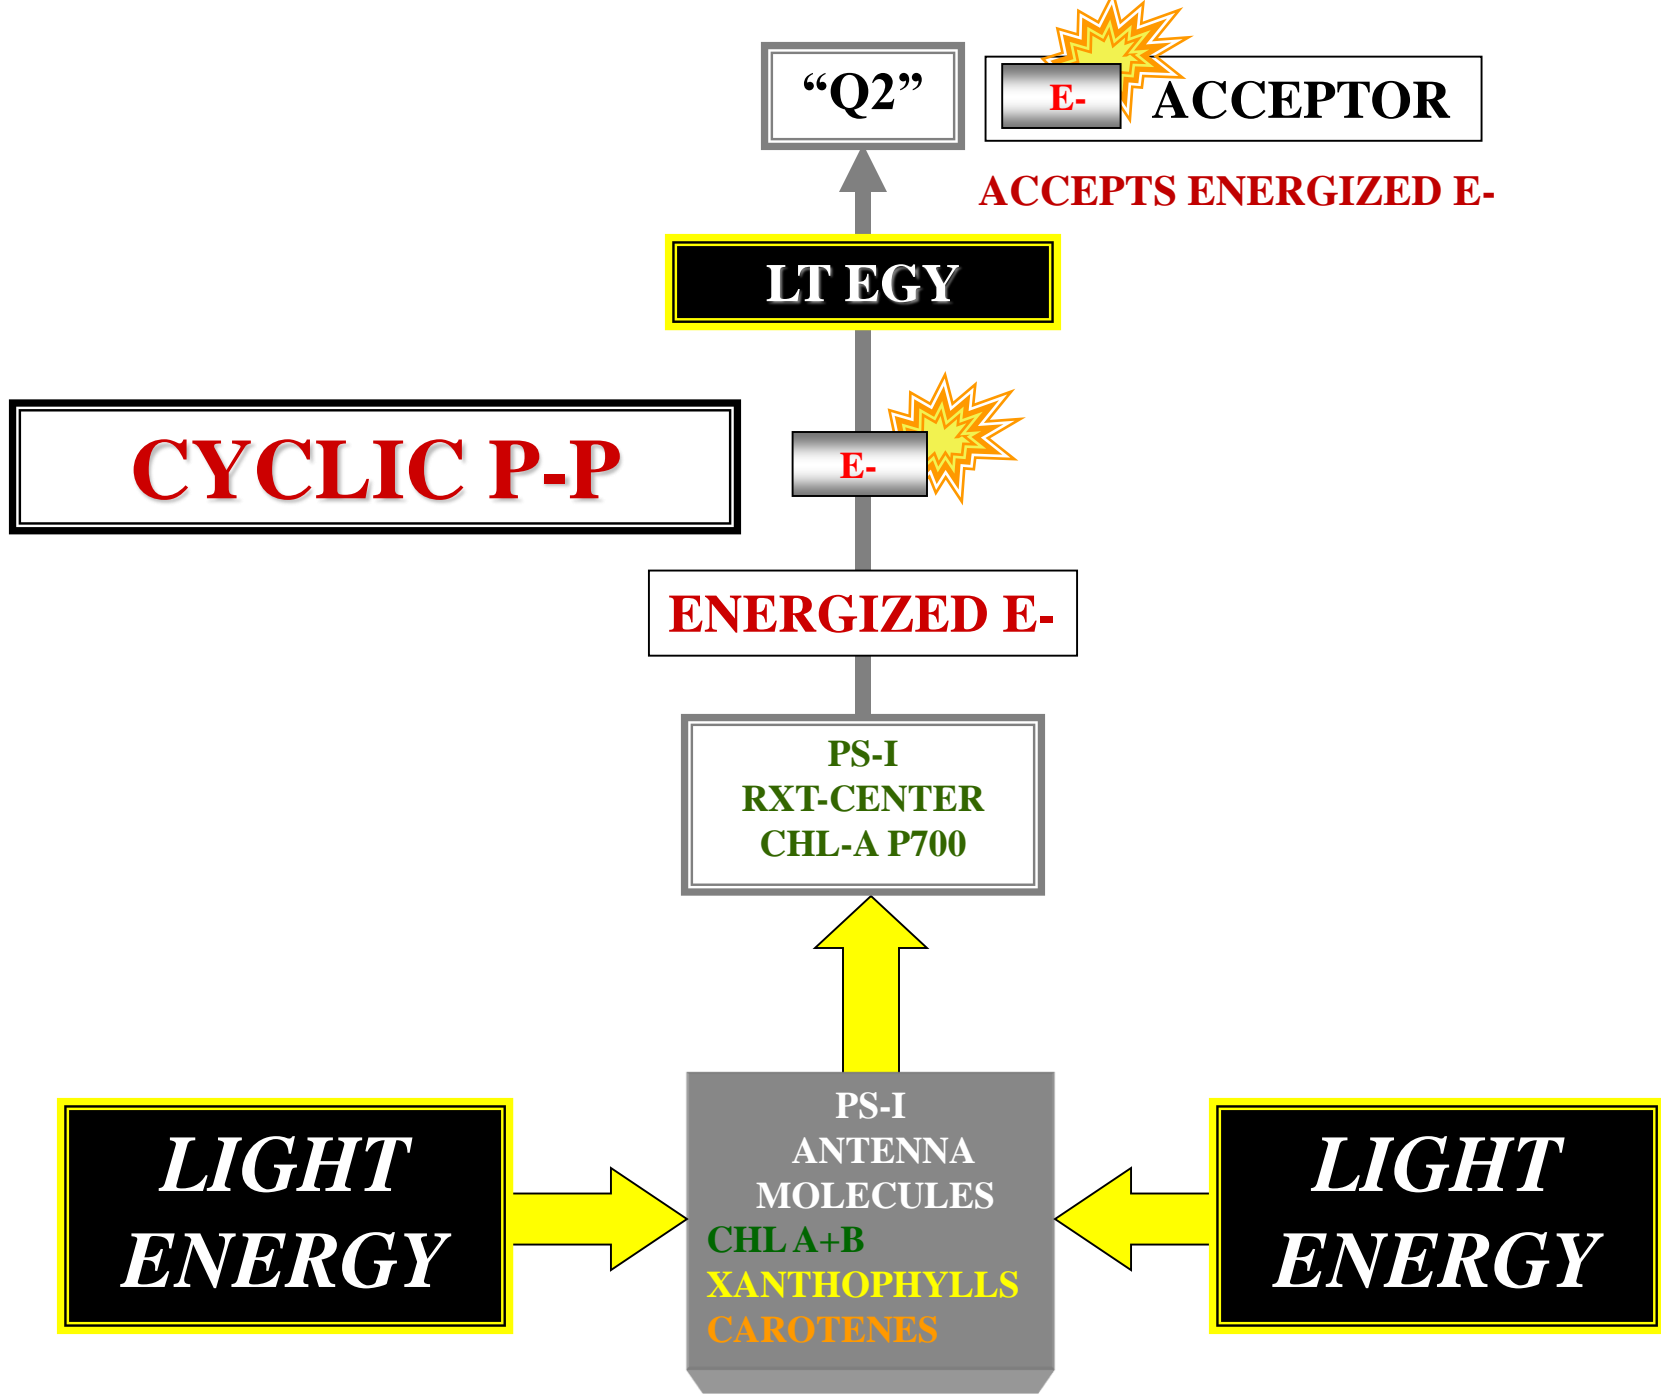 “Q2”
E- ACCEPTOR
ACCEPTS ENERGIZED E-
LT EGY
CYCLIC P-P
E-
ENERGIZED E-
PS-I
RXT-CENTER
CHL-A P700
LIGHT
ENERGY
PS-I
ANTENNA
MOLECULES
CHL A+B
XANTHOPHYLLS
CAROTENES
LIGHT
ENERGY